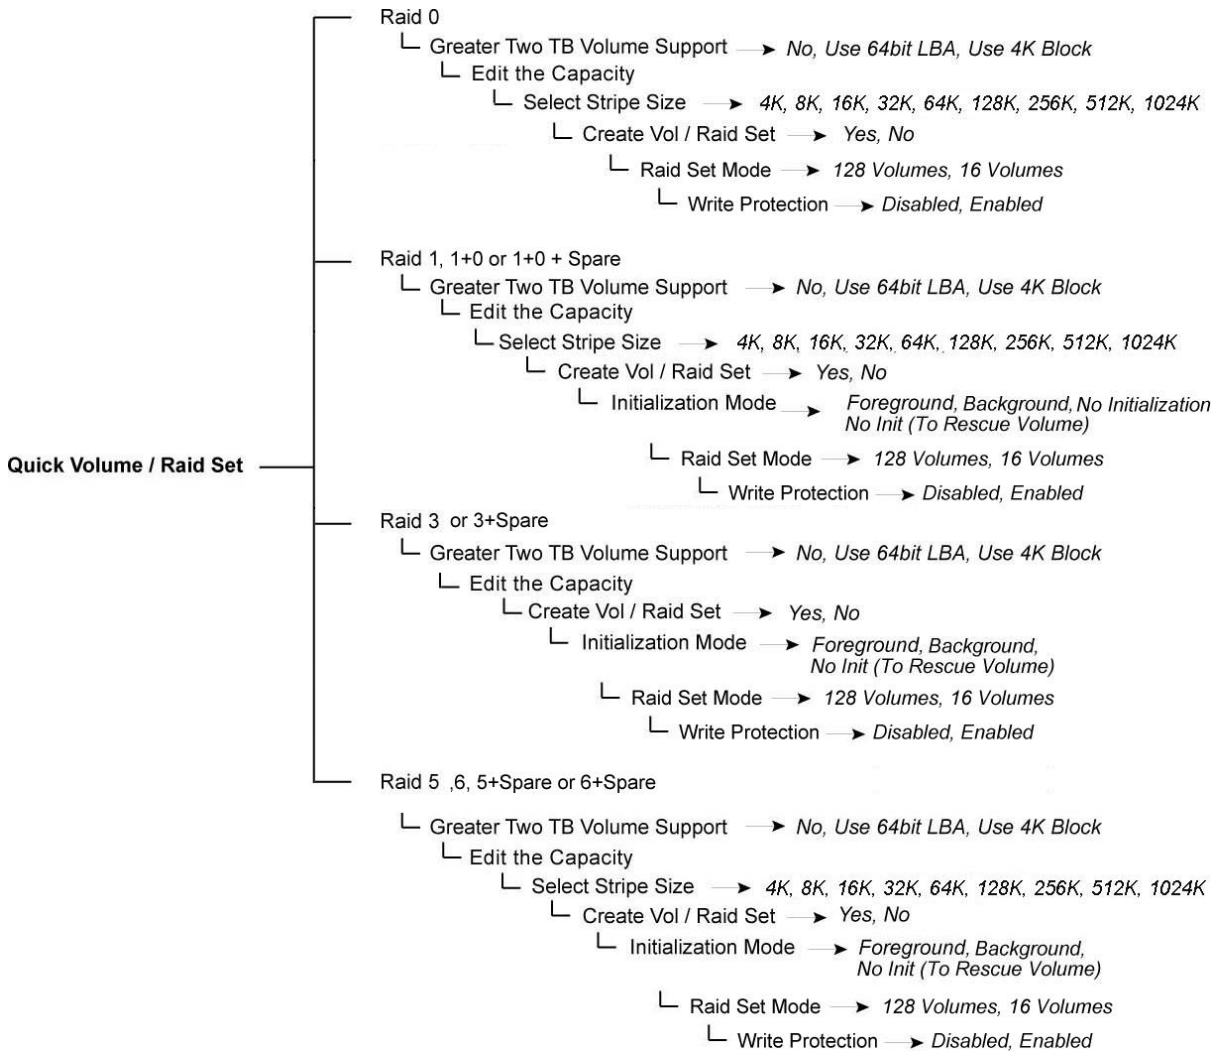 Raid 0
Greater Two TB Volume Support No, Use 64bit LBA, Use 4K Block
Edit the Capacity
Select Stripe Size 4K, 8K, 16K, 32K, 64K, 128K, 256K, 512K, 1024K
Create Vol / Raid Set Yes, No
Raid Set Mode 128 Volumes, 16 Volumes
Write Protection Disabled, Enabled
Raid 1, 1+0 or 1+0 + Spare
Greater Two TB Volume Support No, Use 64bit LBA, Use 4K Block
Edit the Capacity
Select Stripe Size 4K, 8K, 16K, 32K, 64K, 128K, 256K, 512K, 1024K
Create Vol / Raid Set Yes, No
Initialization Mode Foreground, Background, No Initialization
No Init (To Rescue Volume)
Quick Volume / Raid Set
Raid Set Mode 128 Volumes, 16 Volumes
Write Protection Disabled, Enabled
Raid 3 or 3+Spare
Greater Two TB Volume Support No, Use 64bit LBA, Use 4K Block
Edit the Capacity
Create Vol / Raid Set Yes, No
Initialization Mode Foreground, Background,
No Init (To Rescue Volume)
Raid Set Mode 128 Volumes, 16 Volumes
Write Protection Disabled, Enabled
Raid 5 ,6, 5+Spare or 6+Spare
Greater Two TB Volume Support No, Use 64bit LBA, Use 4K Block
Edit the Capacity
Select Stripe Size 4K, 8K, 16K, 32K, 64K, 128K, 256K, 512K, 1024K
Create Vol / Raid Set Yes, No
Initialization Mode Foreground, Background,
No Init (To Rescue Volume)
Raid Set Mode 128 Volumes, 16 Volumes
Write Protection Disabled, Enabled